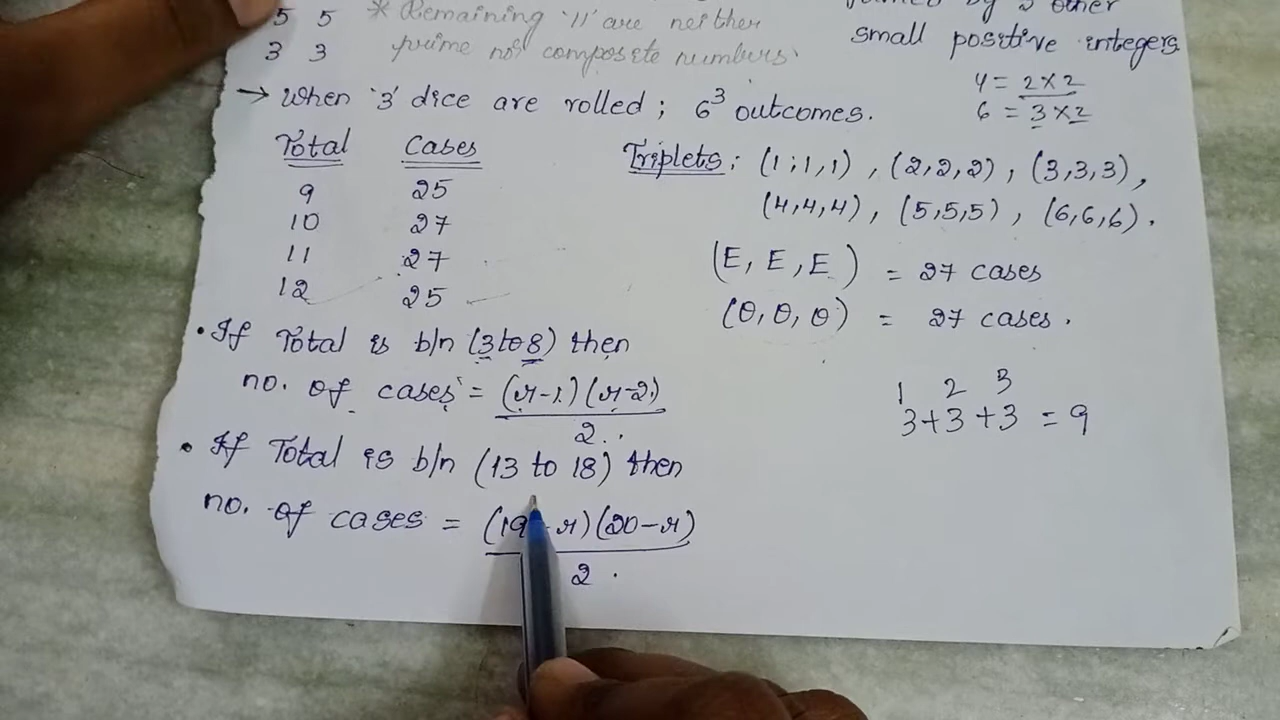 5 5 * Remaining '11' are neither
3 3 prime nor composite numbers.
other
small positive integers
4 = 2×2
6 = 3×2
→ When '3' dice are rolled; 6³ outcomes.
Total Cases
9 25
10 27
11 27
12 25
Triplets: (1,1,1), (2,2,2), (3,3,3),
(4,4,4), (5,5,5), (6,6,6).
(E, E, E) = 27 cases
(O, O, O) = 27 cases.
1 2 3
3+3+3 = 9
• If Total is b/n (3 to 8) then
no. of cases = (r-1)(r-2)
2
• If Total is b/n (13 to 18) then
no. of cases = (19-r)(20-r)
2.